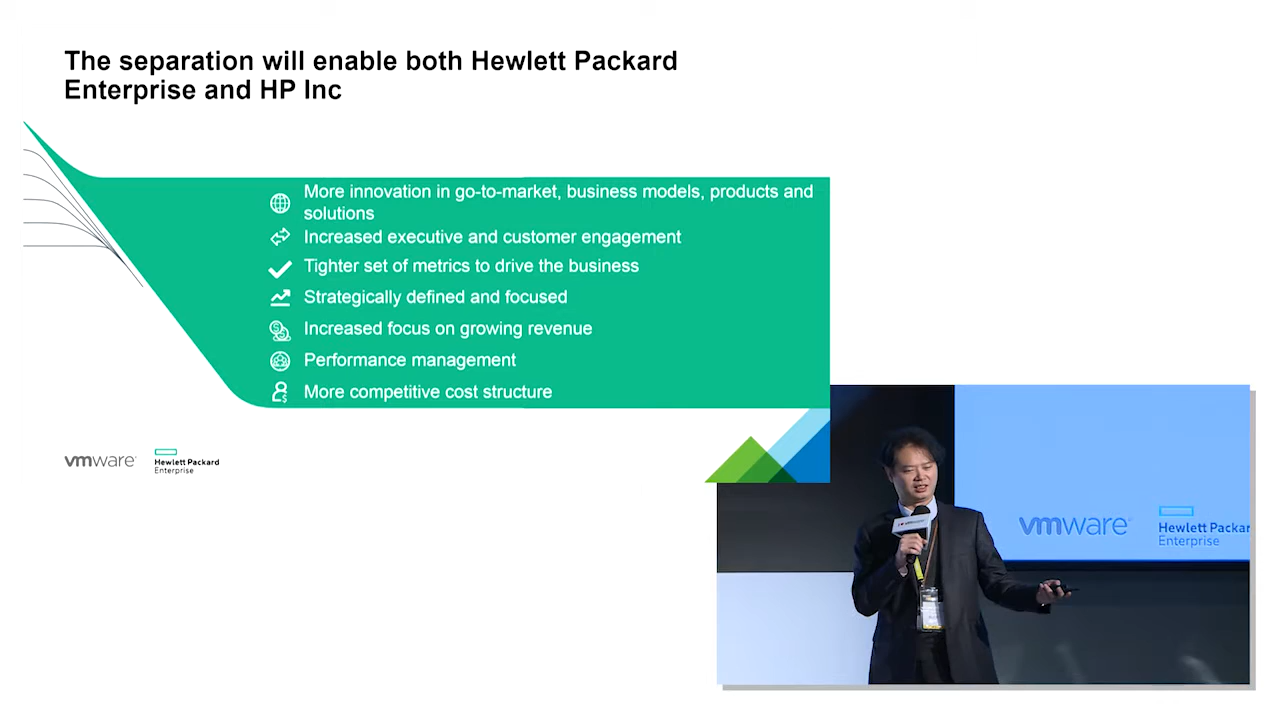 The separation will enable both Hewlett Packard
Enterprise and HP Inc
More innovation in go-to-market, business models, products and
solutions
Increased executive and customer engagement
Tighter set of metrics to drive the business
Strategically defined and focused
Increased focus on growing revenue
Performance management
More competitive cost structure
vmware
Hewlett Packard
Enterprise
vmware
Hewlett Packar
Enterprise